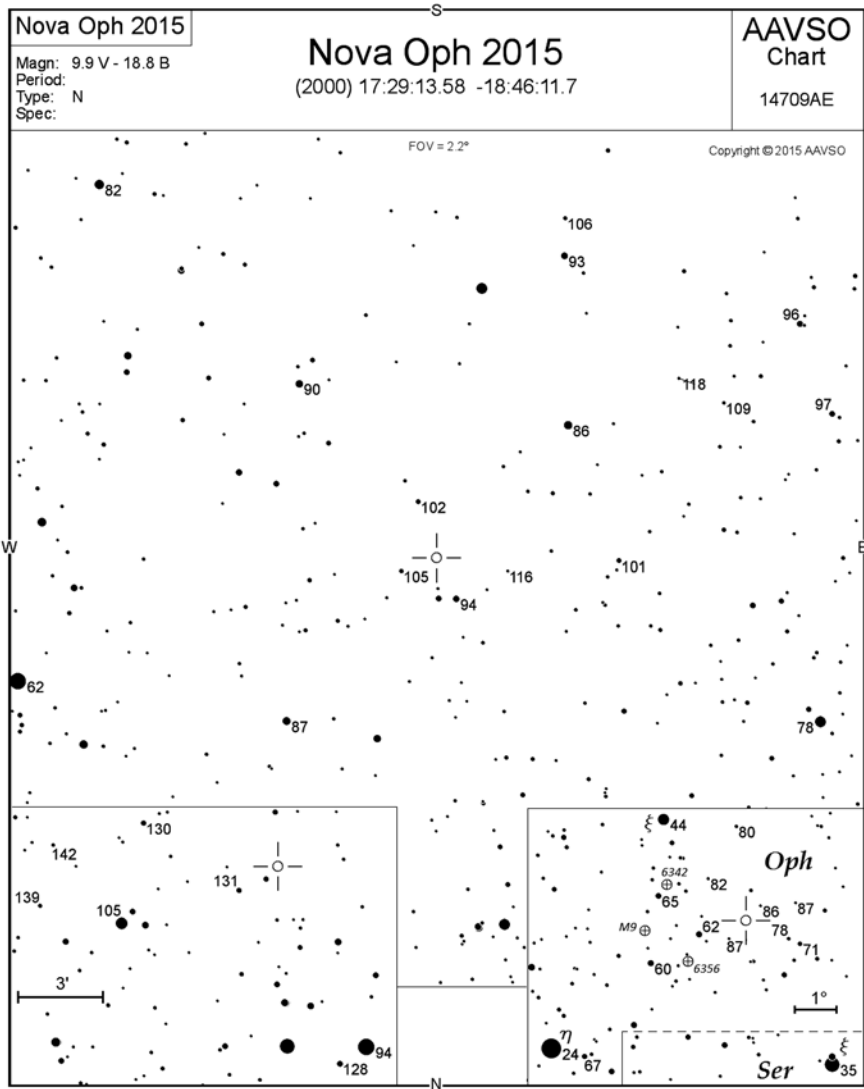 S
Nova Oph 2015
Magn: 9.9 V - 18.8 B
Period:
Type: N
Spec:
Nova Oph 2015
(2000) 17:29:13.58 -18:46:11.7
AAVSO
Chart
14709AE
FOV = 2.2°
Copyright © 2015 AAVSO
82
106
93
96
90
118
109
97
86
102
W
E
105
116
101
94
62
87
78
130
142
131
139
105
3'
94
128
ξ 44
80
Oph
6342
82
65
86
87
M9
62
78
87
71
60
6356
1°
η
24
67
ξ
Ser
35
N